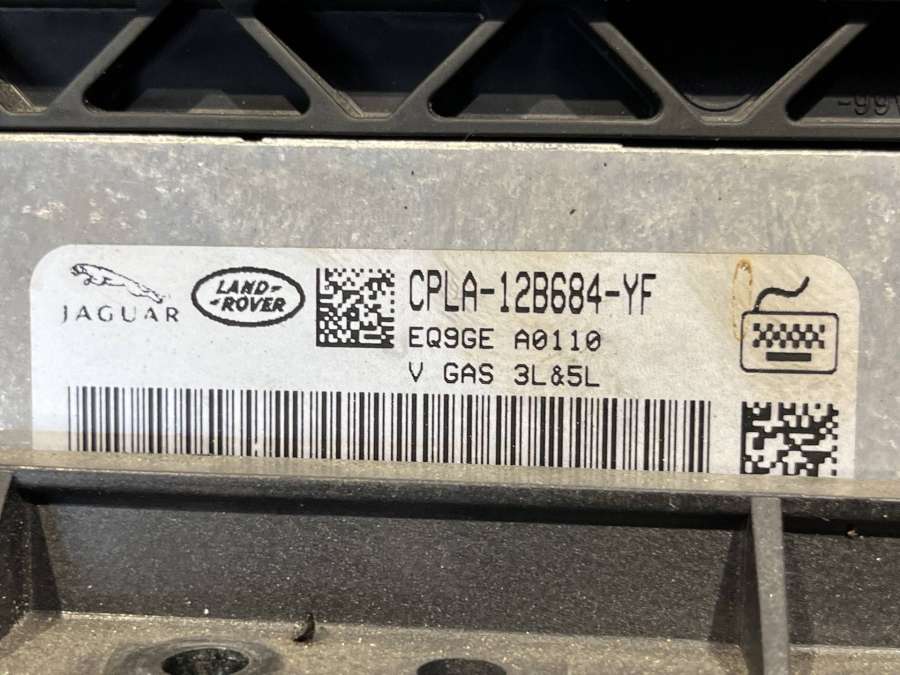 JAGUAR
LAND-
-ROVER
CPLA-12B684-YF
EQ9GE A0110
V GAS 3L&5L